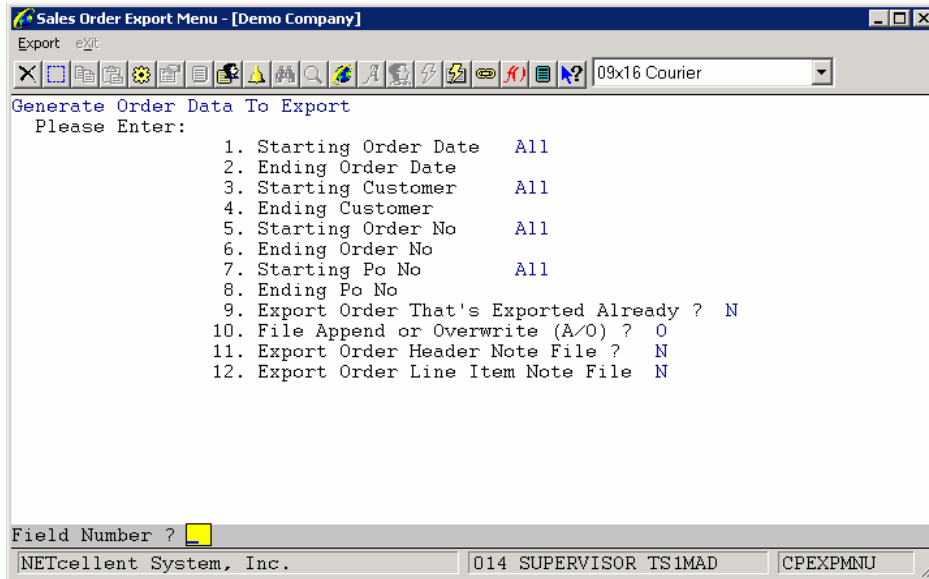 Sales Order Export Menu - [Demo Company]
Export eXit
09x16 Courier
Generate Order Data To Export
Please Enter:
1. Starting Order Date All
2. Ending Order Date
3. Starting Customer All
4. Ending Customer
5. Starting Order No All
6. Ending Order No
7. Starting Po No All
8. Ending Po No
9. Export Order That's Exported Already ? N
10. File Append or Overwrite (A/O) ? O
11. Export Order Header Note File ? N
12. Export Order Line Item Note File N
Field Number ?
NETcellent System, Inc. 014 SUPERVISOR TS1MAD CPEXPMNU